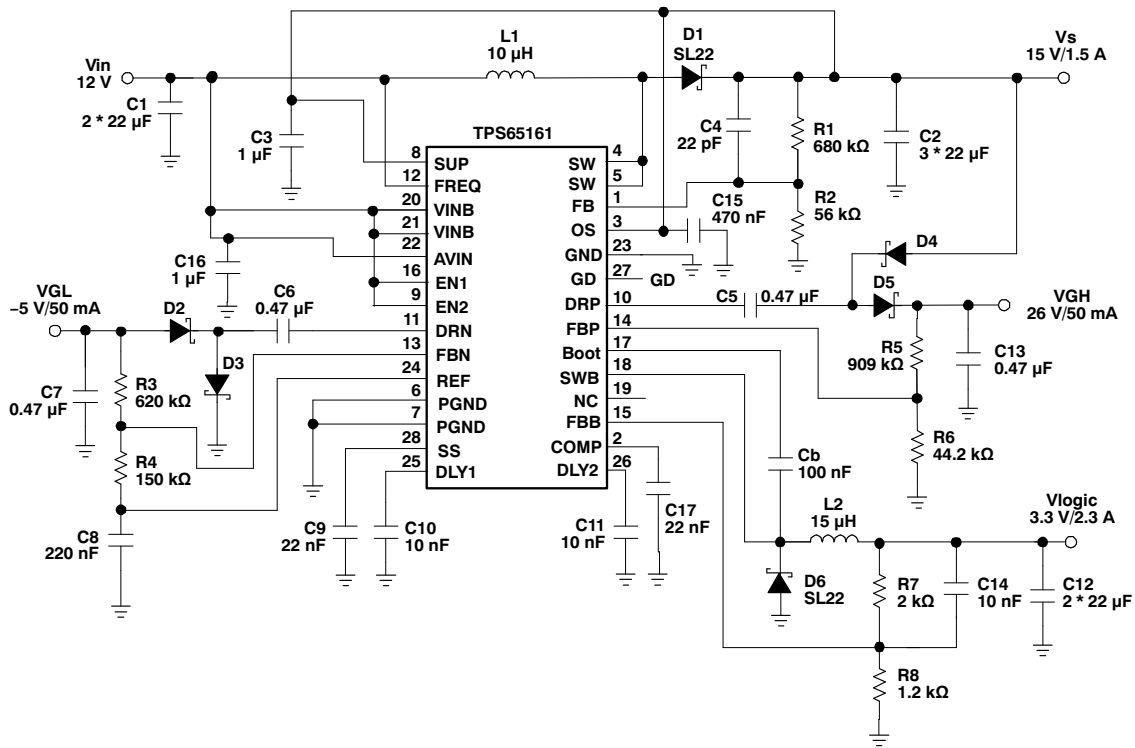 Vin
12 V
C1
2 * 22 µF
L1
10 µH
D1
SL22
Vs
15 V/1.5 A
C3
1 µF
TPS65161
C4
22 pF
R1
680 kΩ
C2
3 * 22 µF
8
SUP
12
FREQ
20
VINB
21
VINB
22
AVIN
16
EN1
9
EN2
11
DRN
13
FBN
24
REF
6
PGND
7
PGND
28
SS
25
DLY1
SW
4
SW
5
FB
1
OS
3
GND
23
GD
27
GD
DRP
10
FBP
14
Boot
17
SWB
18
NC
19
FBB
15
COMP
2
DLY2
26
C15
470 nF
R2
56 kΩ
C16
1 µF
D4
VGL
–5 V/50 mA
D2
C6
0.47 µF
C5
0.47 µF
D5
VGH
26 V/50 mA
D3
C7
0.47 µF
R3
620 kΩ
R5
909 kΩ
C13
0.47 µF
R4
150 kΩ
R6
44.2 kΩ
Cb
100 nF
C8
220 nF
C9
22 nF
C10
10 nF
C11
10 nF
C17
22 nF
L2
15 µH
Vlogic
3.3 V/2.3 A
D6
SL22
R7
2 kΩ
C14
10 nF
C12
2 * 22 µF
R8
1.2 kΩ